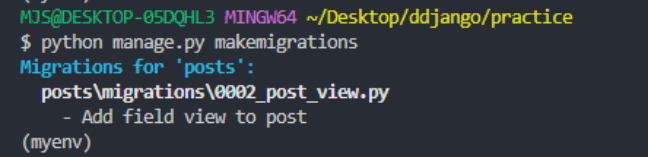 MJS@DESKTOP-05DQHL3 MINGW64 ~/Desktop/ddjango/practice
$ python manage.py makemigrations
Migrations for 'posts':
  posts\migrations\0002_post_view.py
    - Add field view to post
(myenv)